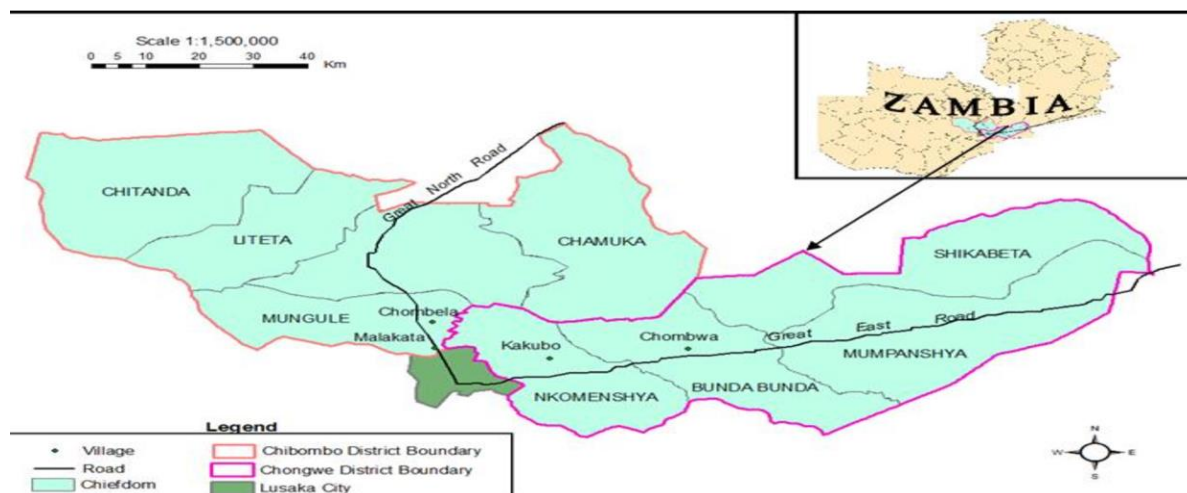 Scale 1:1,500,000
0 5 10 20 30 40
Km
ZAMBIA
Great North Road
CHITANDA
LITETA
CHAMUKA
SHIKABETA
MUNGULE
Chombela
Malakata
Kakubo
Chombwa
Great East Road
MUMPANSHYA
NKOMENSHYA
BUNDA BUNDA
N
W E
S
Legend
Village
Road
Chiefdom
Chibombo District Boundary
Chongwe District Boundary
Lusaka City